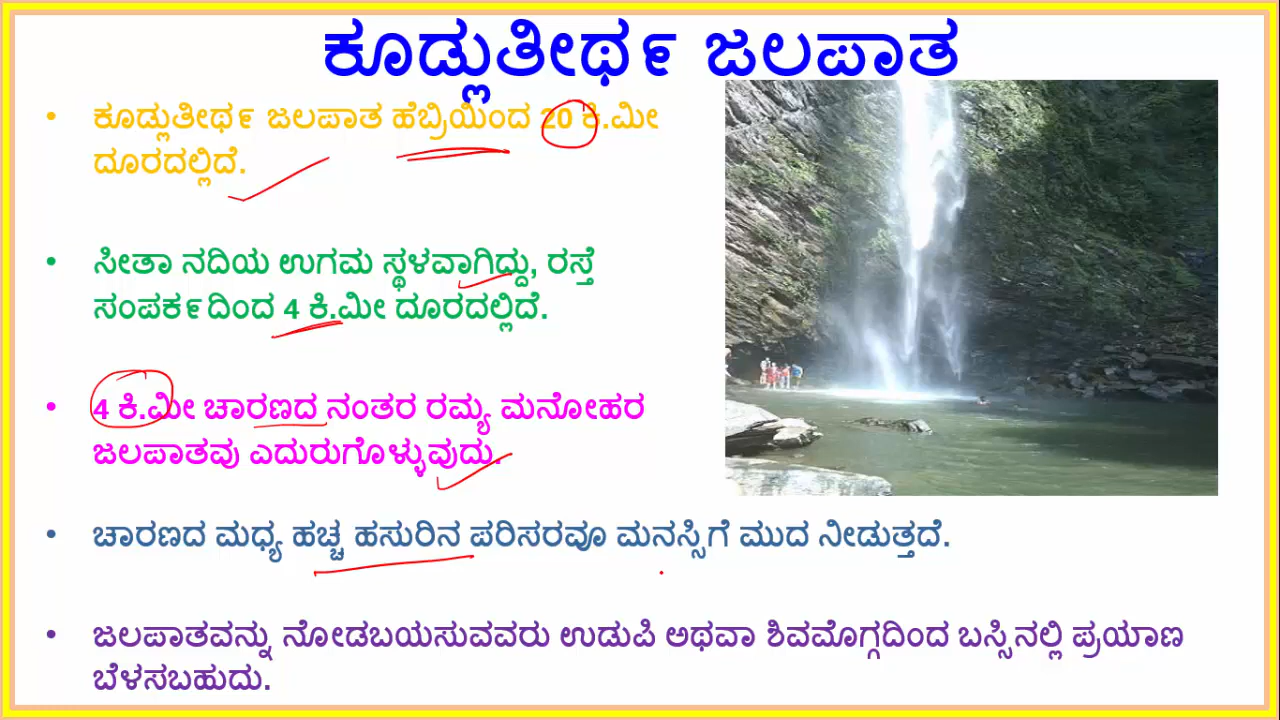 ಕೂಡ್ಲುತೀರ್ಥ ಜಲಪಾತ
• ಕೂಡ್ಲುತೀರ್ಥ ಜಲಪಾತ ಹೆಬ್ರಿಯಿಂದ 20 ಕಿ.ಮೀ
ದೂರದಲ್ಲಿದೆ.
• ಸೀತಾ ನದಿಯ ಉಗಮ ಸ್ಥಳವಾಗಿದ್ದು, ರಸ್ತೆ
ಸಂಪರ್ಕದಿಂದ 4 ಕಿ.ಮೀ ದೂರದಲ್ಲಿದೆ.
• 4 ಕಿ.ಮೀ ಚಾರಣದ ನಂತರ ರಮ್ಯ ಮನೋಹರ
ಜಲಪಾತವು ಎದುರುಗೊಳ್ಳುವುದು.
• ಚಾರಣದ ಮಧ್ಯ ಹಚ್ಚ ಹಸುರಿನ ಪರಿಸರವೂ ಮನಸ್ಸಿಗೆ ಮುದ ನೀಡುತ್ತದೆ.
• ಜಲಪಾತವನ್ನು ನೋಡಬಯಸುವವರು ಉಡುಪಿ ಅಥವಾ ಶಿವಮೊಗ್ಗದಿಂದ ಬಸ್ಸಿನಲ್ಲಿ ಪ್ರಯಾಣ
ಬೆಳಸಬಹುದು.